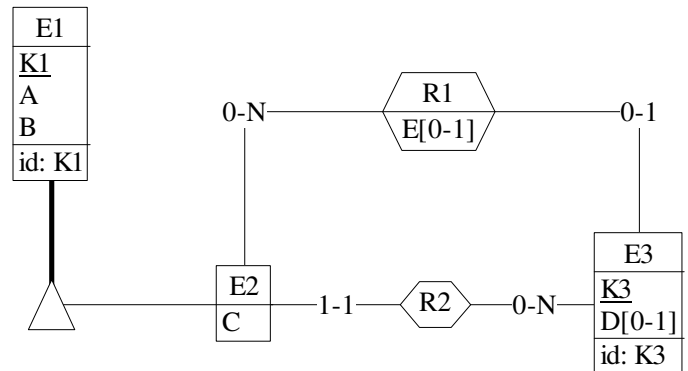 E1
K1
A
B
id: K1
0-N
R1
E[0-1]
0-1
E2
C
1-1
R2
0-N
E3
K3
D[0-1]
id: K3